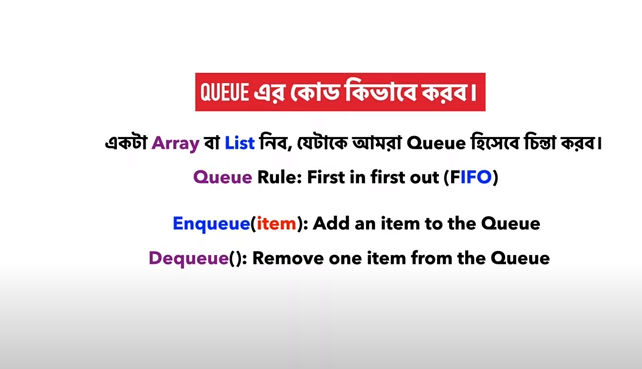 QUEUE এর কোড কিভাবে করব।
একটা Array বা List নিব, যেটাকে আমরা Queue হিসেবে চিন্তা করব।
Queue Rule: First in first out (FIFO)
Enqueue(item): Add an item to the Queue
Dequeue(): Remove one item from the Queue